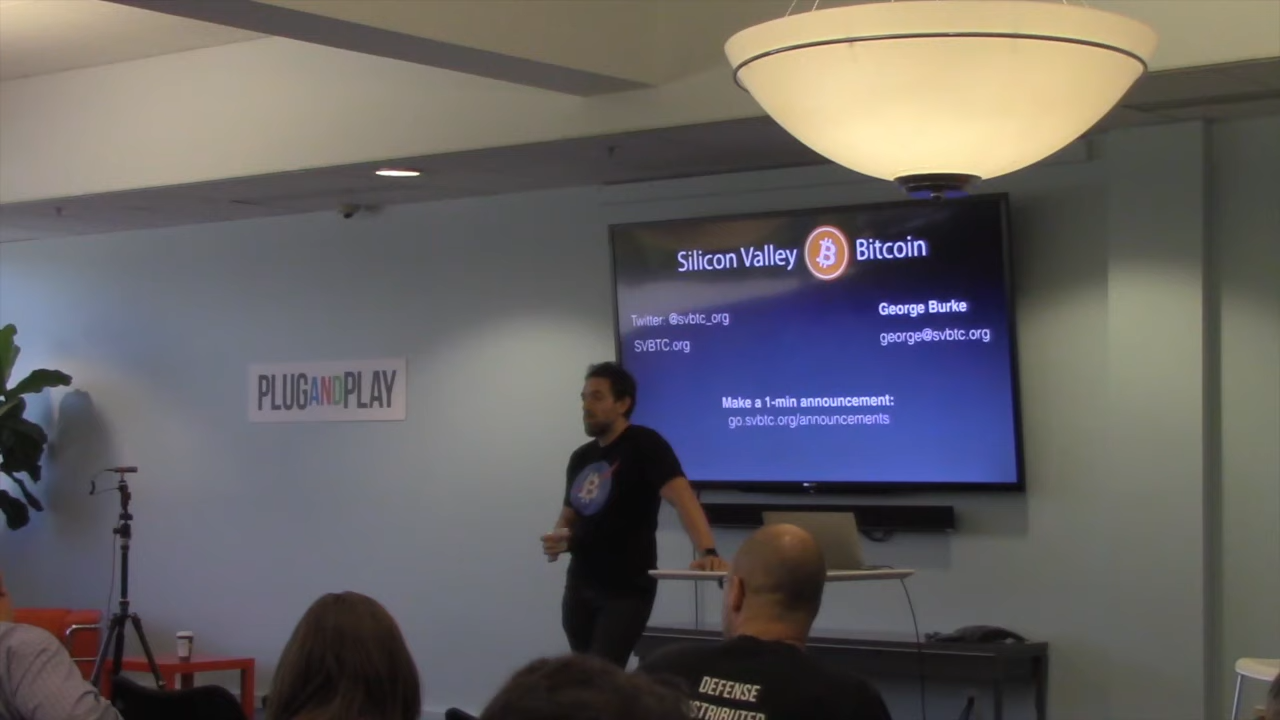 Silicon Valley Bitcoin
Twitter: @svbtc_org
SVBTC.org
George Burke
george@svbtc.org
Make a 1-min announcement:
go.svbtc.org/announcements
PLUGANDPLAY
DEFENSE